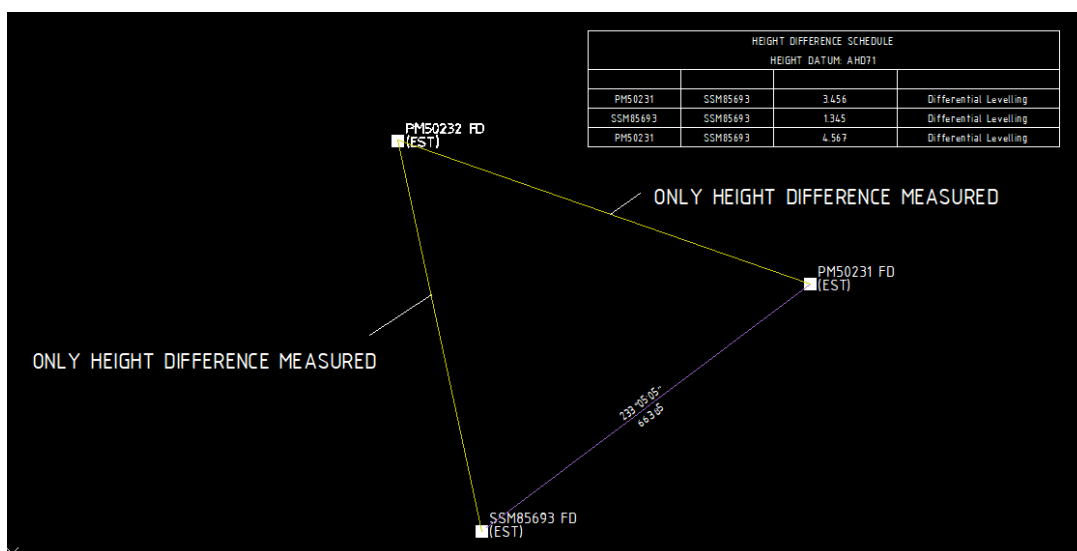 HEIGHT DIFFERENCE SCHEDULE
HEIGHT DATUM: AHD71
PM50231 SSM85693 3.456 Differential Levelling
SSM85693 SSM85693 1.345 Differential Levelling
PM50231 SSM85693 4.567 Differential Levelling
PM50232 FD
(EST)
ONLY HEIGHT DIFFERENCE MEASURED
PM50231 FD
(EST)
ONLY HEIGHT DIFFERENCE MEASURED
233 °05'05"
SSM85693 FD
(EST)